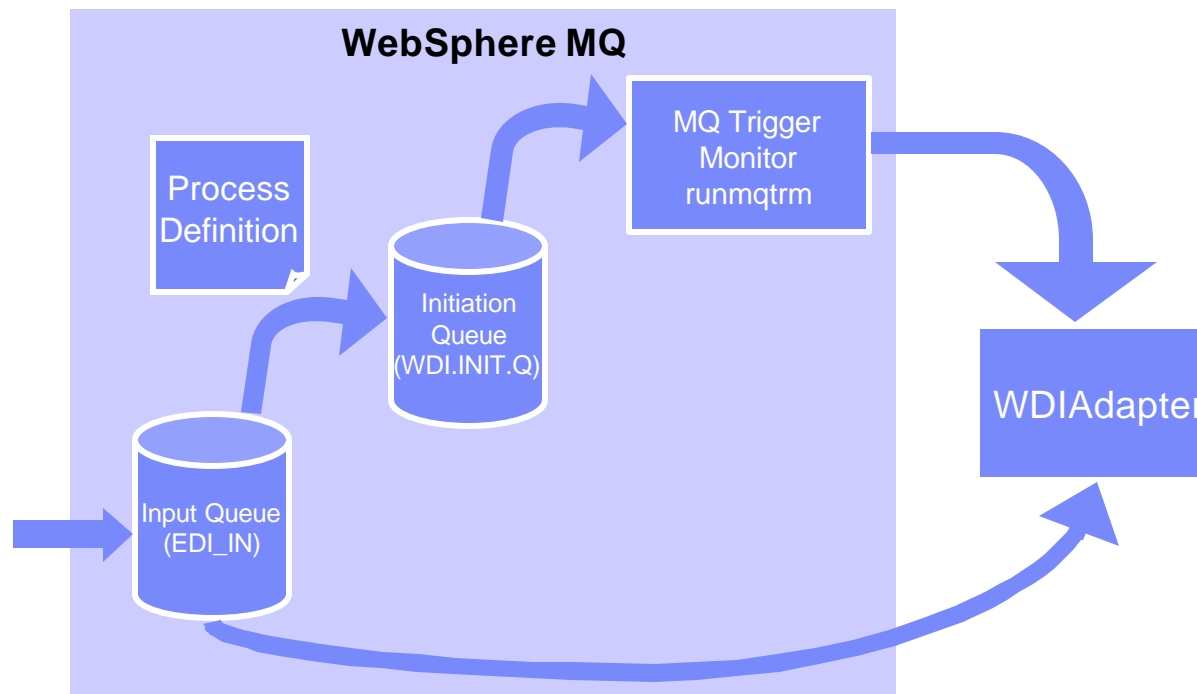 WebSphere MQ
MQ Trigger
Monitor
runmqtrm
Process
Definition
Initiation
Queue
(WDI.INIT.Q)
WDIAdapter
Input Queue
(EDI_IN)